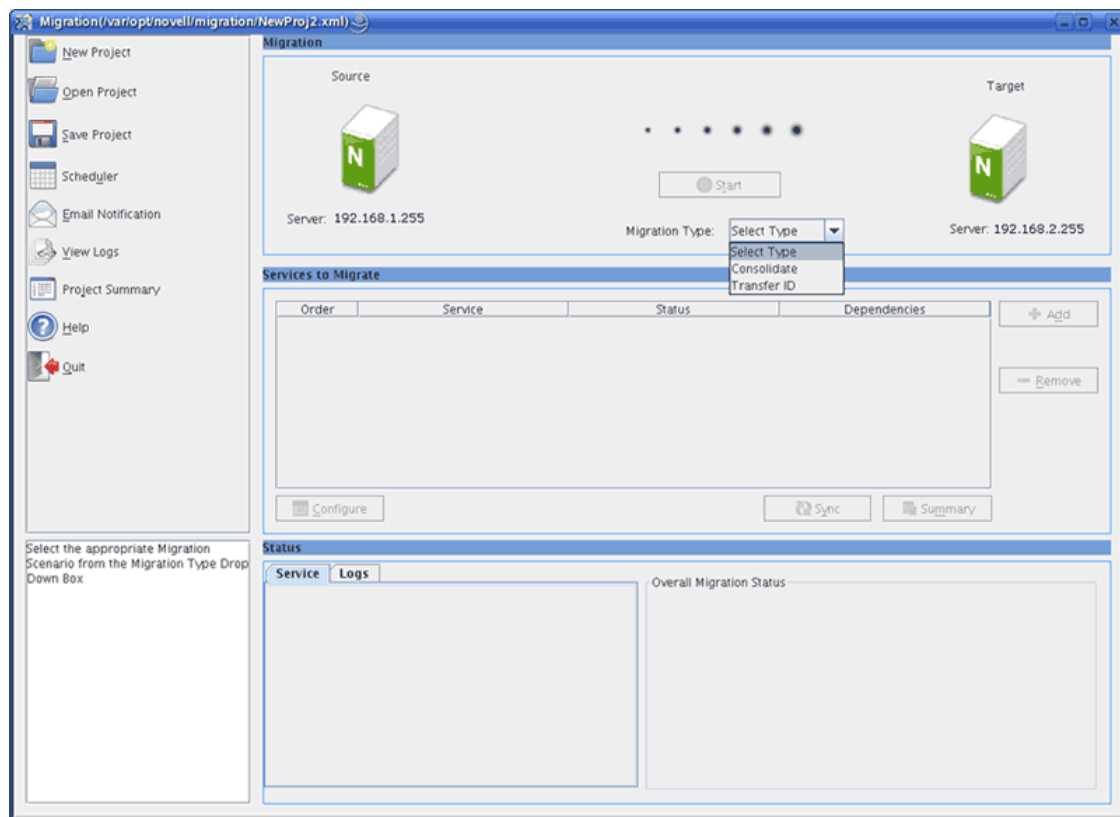 Migration(/var/opt/novell/migration/NewProj2.xml)
New Project
Open Project
Save Project
Scheduler
Email Notification
View Logs
Project Summary
Help
Quit
Select the appropriate Migration
Scenario from the Migration Type Drop
Down Box
Migration
Source
Target
N
N
Start
Server: 192.168.1.255
Server: 192.168.2.255
Migration Type: Select Type
Select Type
Consolidate
Transfer ID
Services to Migrate
Order Service Status Dependencies
Add
Remove
Configure Sync Summary
Status
Service Logs
Overall Migration Status